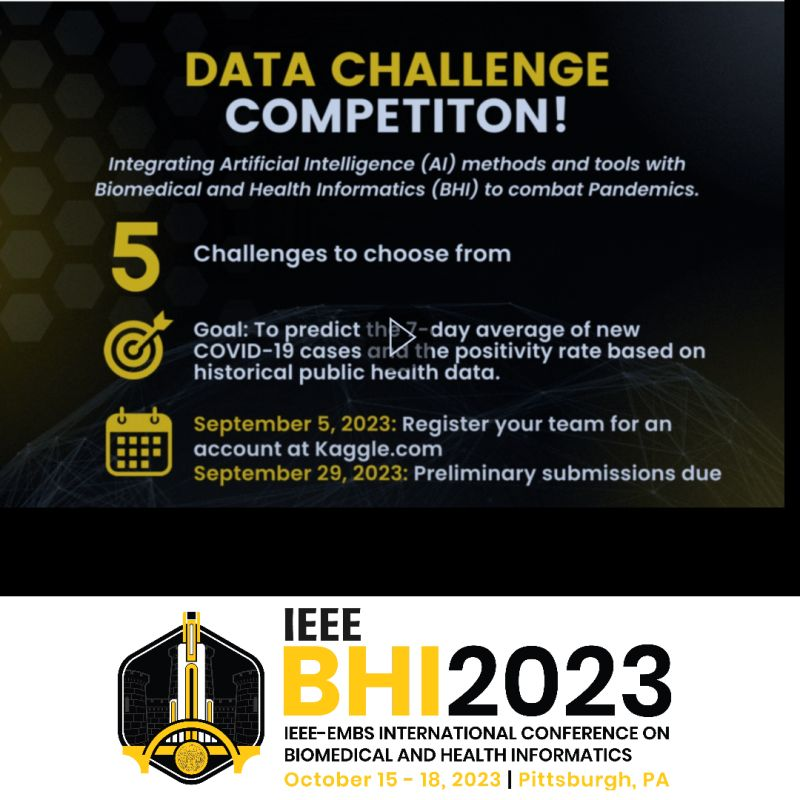 DATA CHALLENGE
COMPETITON!
Integrating Artificial Intelligence (AI) methods and tools with
Biomedical and Health Informatics (BHI) to combat Pandemics.
5 Challenges to choose from
Goal: To predict the 7-day average of new
COVID-19 cases and the positivity rate based on
historical public health data.
September 5, 2023: Register your team for an
account at Kaggle.com
September 29, 2023: Preliminary submissions due
IEEE
BHI2023
IEEE-EMBS INTERNATIONAL CONFERENCE ON
BIOMEDICAL AND HEALTH INFORMATICS
October 15 - 18, 2023 | Pittsburgh, PA